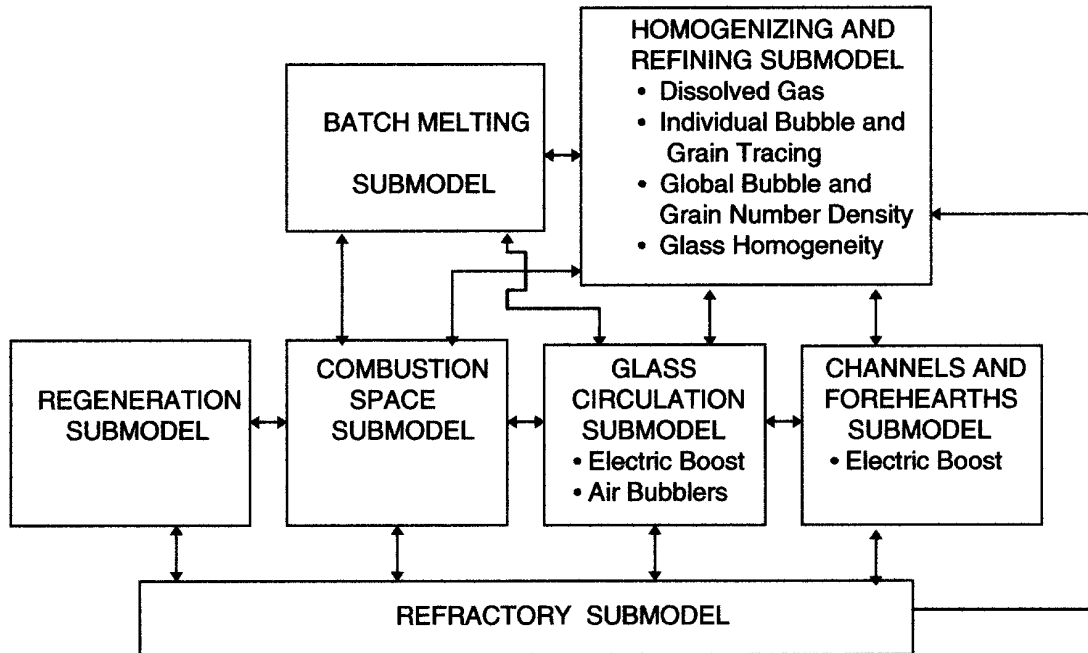 HOMOGENIZING AND
REFINING SUBMODEL
• Dissolved Gas
• Individual Bubble and
Grain Tracing
• Global Bubble and
Grain Number Density
• Glass Homogeneity
BATCH MELTING
SUBMODEL
REGENERATION
SUBMODEL
COMBUSTION
SPACE
SUBMODEL
GLASS
CIRCULATION
SUBMODEL
• Electric Boost
• Air Bubblers
CHANNELS AND
FOREHEARTHS
SUBMODEL
• Electric Boost
REFRACTORY SUBMODEL